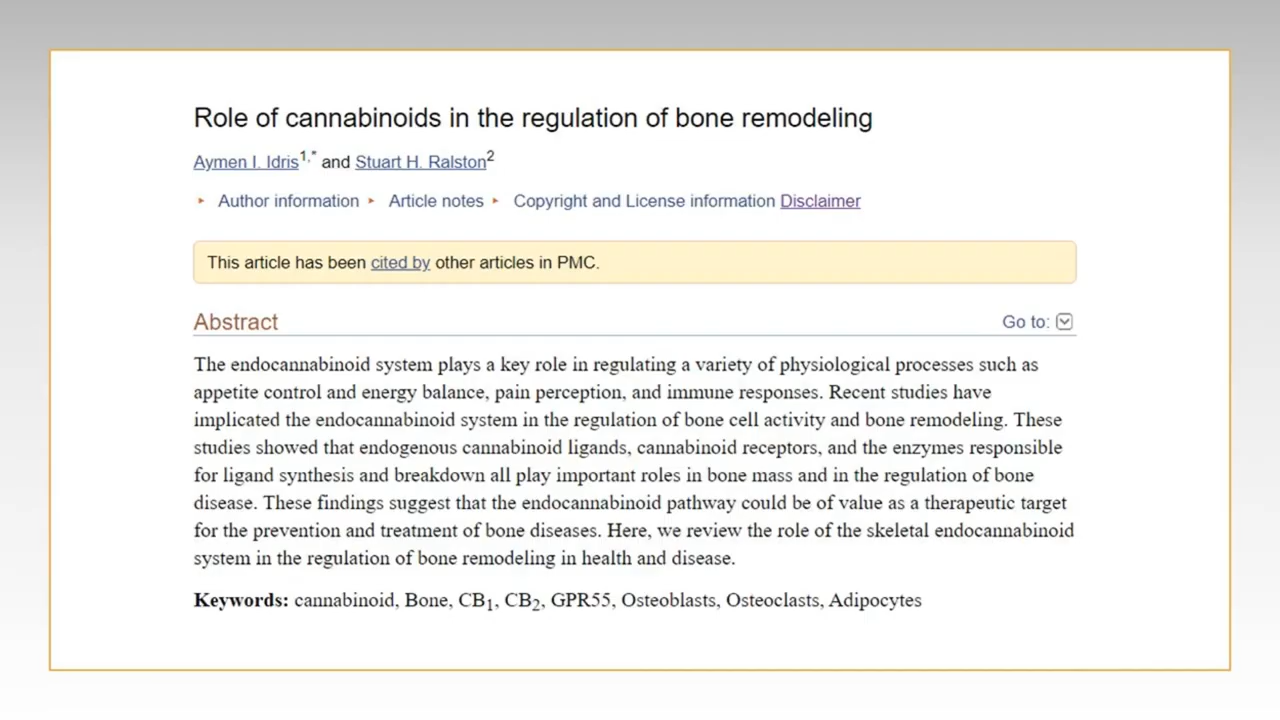 Role of cannabinoids in the regulation of bone remodeling
Aymen I. Idris1,* and Stuart H. Ralston2
▸ Author information ▸ Article notes ▸ Copyright and License information Disclaimer
This article has been cited by other articles in PMC.
Abstract Go to:
The endocannabinoid system plays a key role in regulating a variety of physiological processes such as
appetite control and energy balance, pain perception, and immune responses. Recent studies have
implicated the endocannabinoid system in the regulation of bone cell activity and bone remodeling. These
studies showed that endogenous cannabinoid ligands, cannabinoid receptors, and the enzymes responsible
for ligand synthesis and breakdown all play important roles in bone mass and in the regulation of bone
disease. These findings suggest that the endocannabinoid pathway could be of value as a therapeutic target
for the prevention and treatment of bone diseases. Here, we review the role of the skeletal endocannabinoid
system in the regulation of bone remodeling in health and disease.
Keywords: cannabinoid, Bone, CB1, CB2, GPR55, Osteoblasts, Osteoclasts, Adipocytes